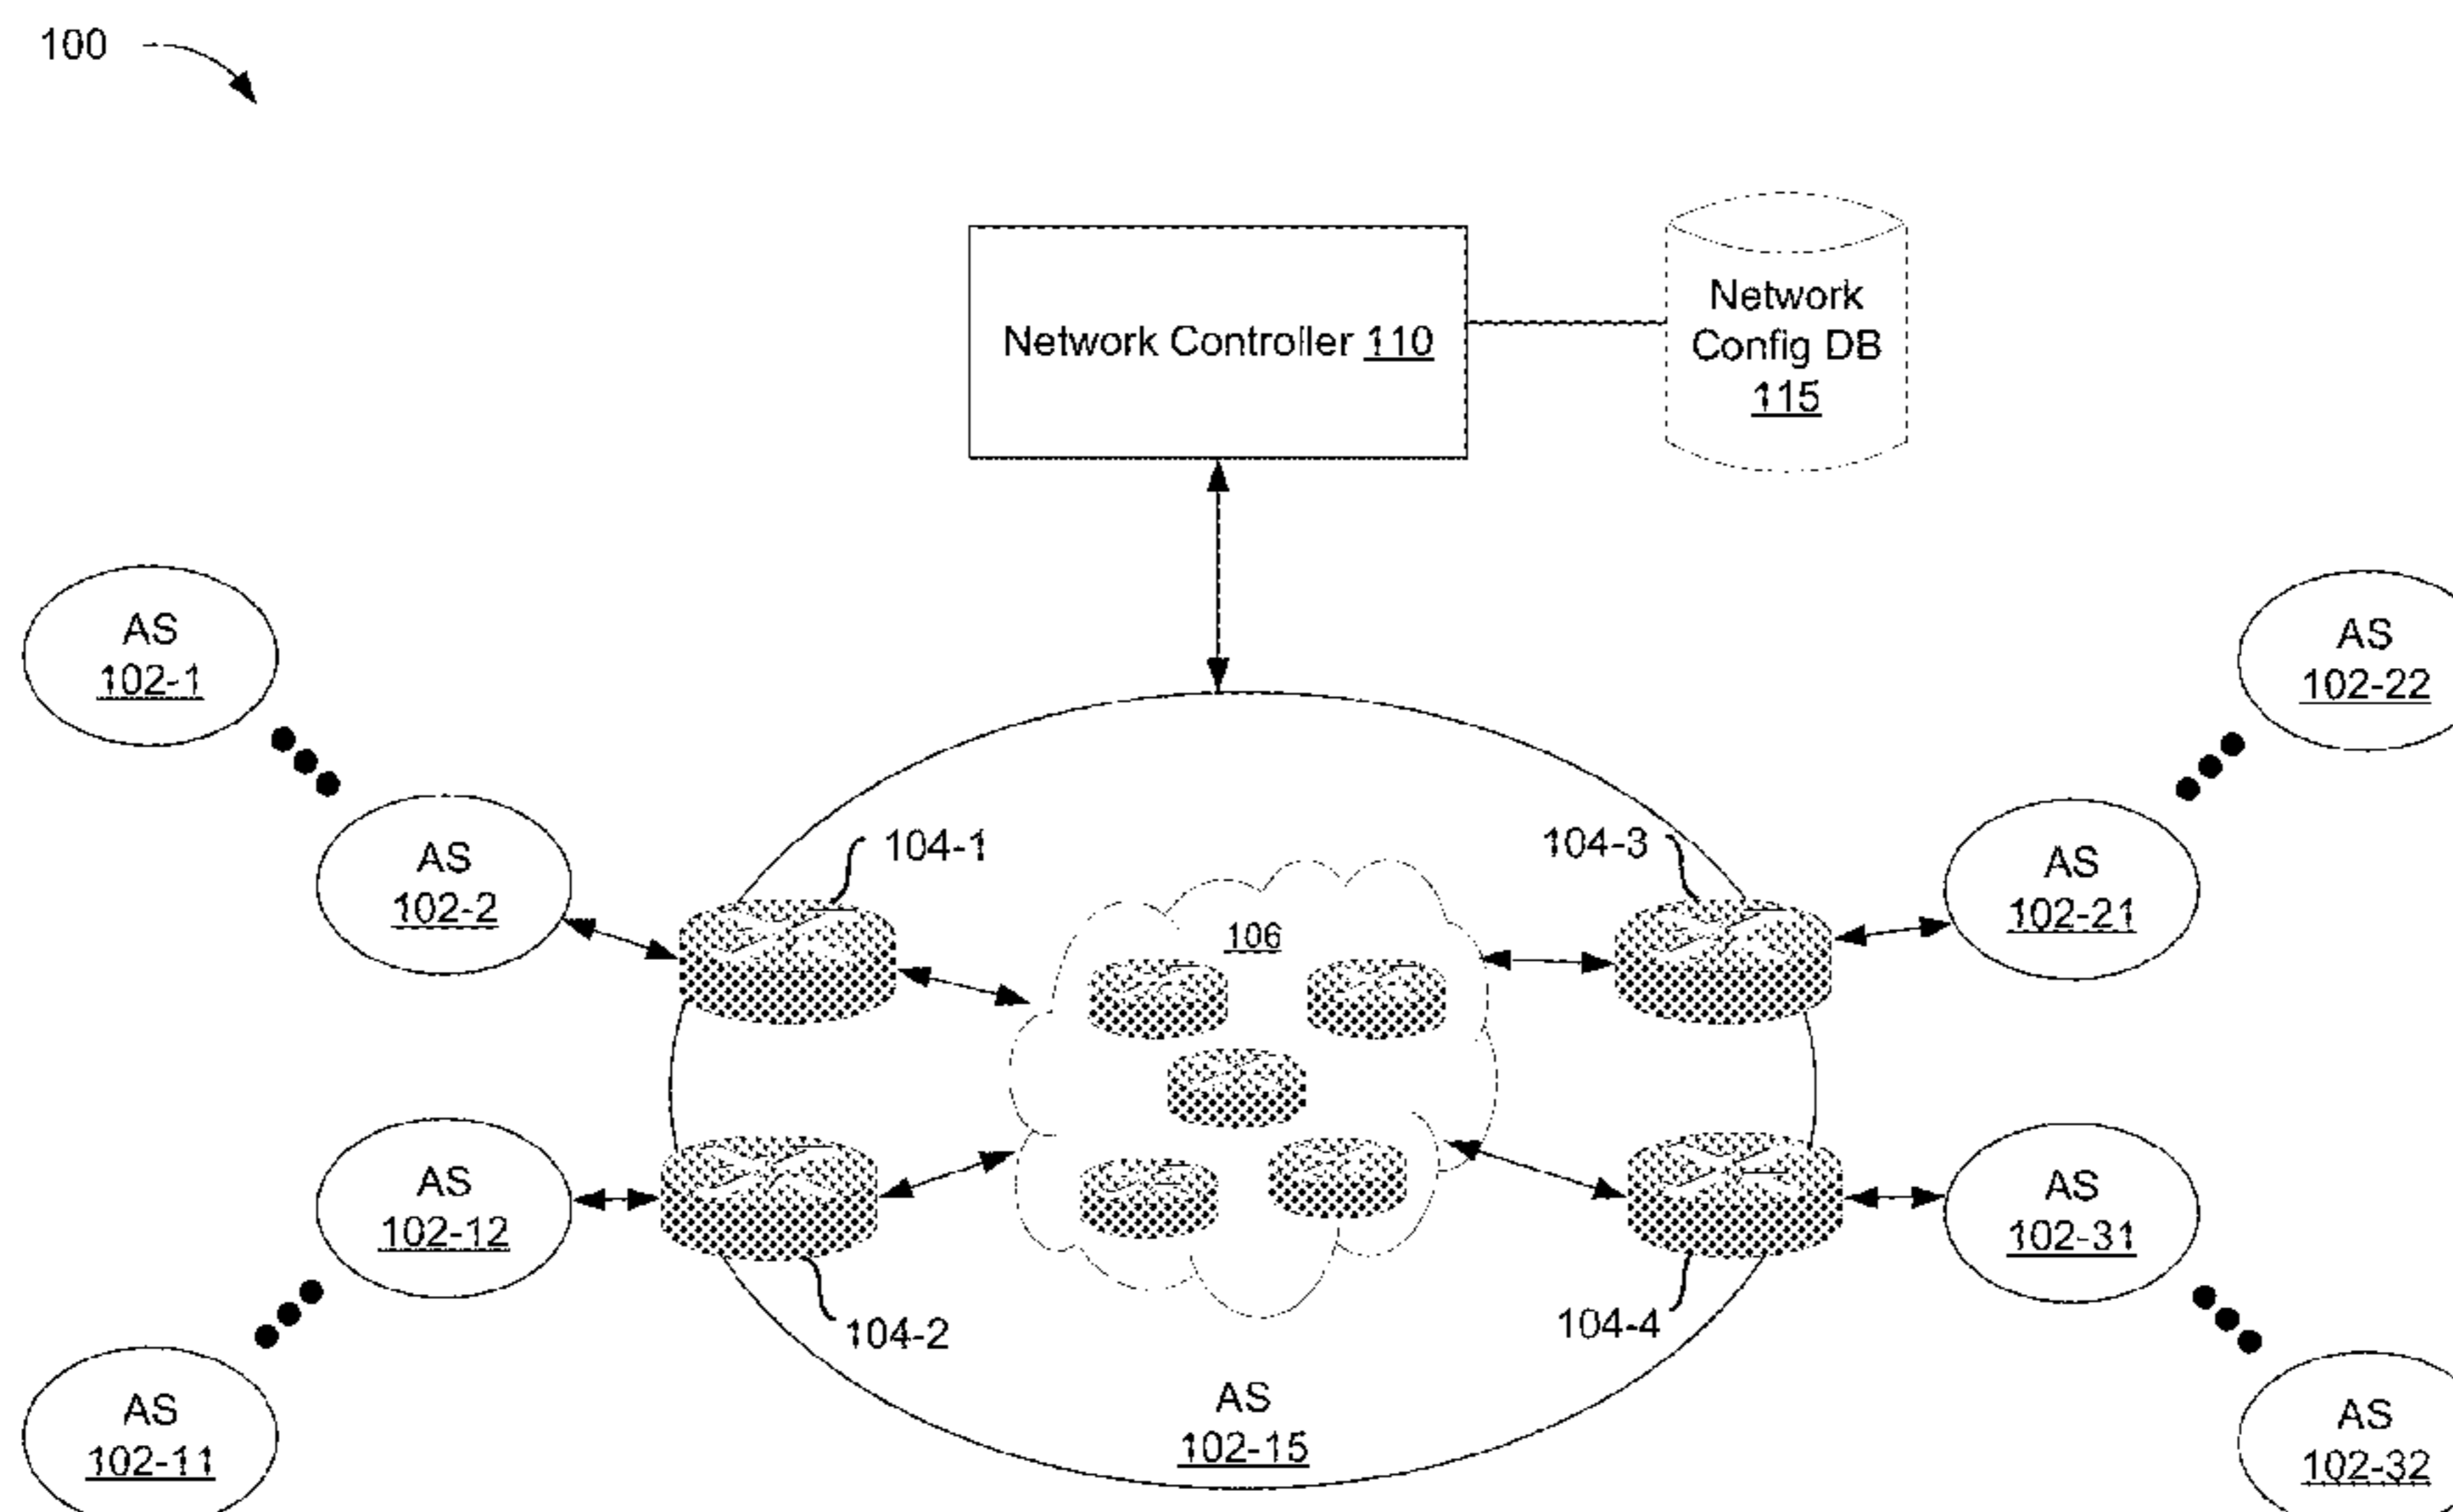 100
Network Controller 110
Network
Config DB
115
AS
102-1
AS
102-22
AS
102-2
104-1
104-3
AS
102-21
106
AS
102-12
AS
102-31
104-2
104-4
AS
102-11
AS
102-15
AS
102-32